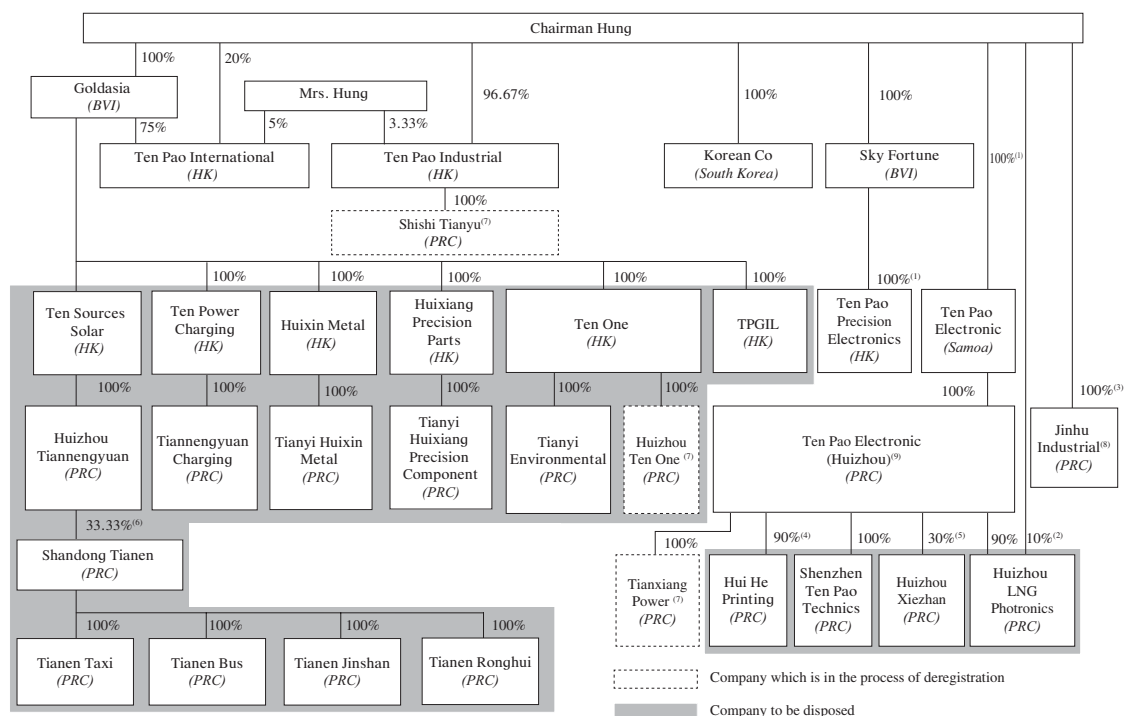 Chairman Hung
100%
20%
Goldasia
(BVI)
Mrs. Hung
96.67%
100%
100%
75%
5%
3.33%
100%(1)
Ten Pao International
(HK)
Ten Pao Industrial
(HK)
Korean Co
(South Korea)
Sky Fortune
(BVI)
100%
Shishi Tianyu(7)
(PRC)
100%
100%
100%
100%
100%
100%(1)
Ten Sources
Solar
(HK)
Ten Power
Charging
(HK)
Huixin Metal
(HK)
Huixiang
Precision
Parts
(HK)
Ten One
(HK)
TPGIL
(HK)
Ten Pao
Precision
Electronics
(HK)
Ten Pao
Electronic
(Samoa)
100%
100%
100%
100%
100%
100%
100%
100%(3)
Huizhou
Tiannengyuan
(PRC)
Tiannengyuan
Charging
(PRC)
Tianyi Huixin
Metal
(PRC)
Tianyi
Huixiang
Precision
Component
(PRC)
Tianyi
Environmental
(PRC)
Huizhou
Ten One (7)
(PRC)
Ten Pao Electronic
(Huizhou)(9)
(PRC)
Jinhu
Industrial(8)
(PRC)
33.33%(6)
100%
90%(4)
100%
30%(5)
90%
10%(2)
Shandong Tianen
(PRC)
Tianxiang
Power (7)
(PRC)
Hui He
Printing
(PRC)
Shenzhen
Ten Pao
Technics
(PRC)
Huizhou
Xiezhan
(PRC)
Huizhou
LNG
Photronics
(PRC)
100%
100%
100%
100%
Tianen Taxi
(PRC)
Tianen Bus
(PRC)
Tianen Jinshan
(PRC)
Tianen Ronghui
(PRC)
Company which is in the process of deregistration
Company to be disposed